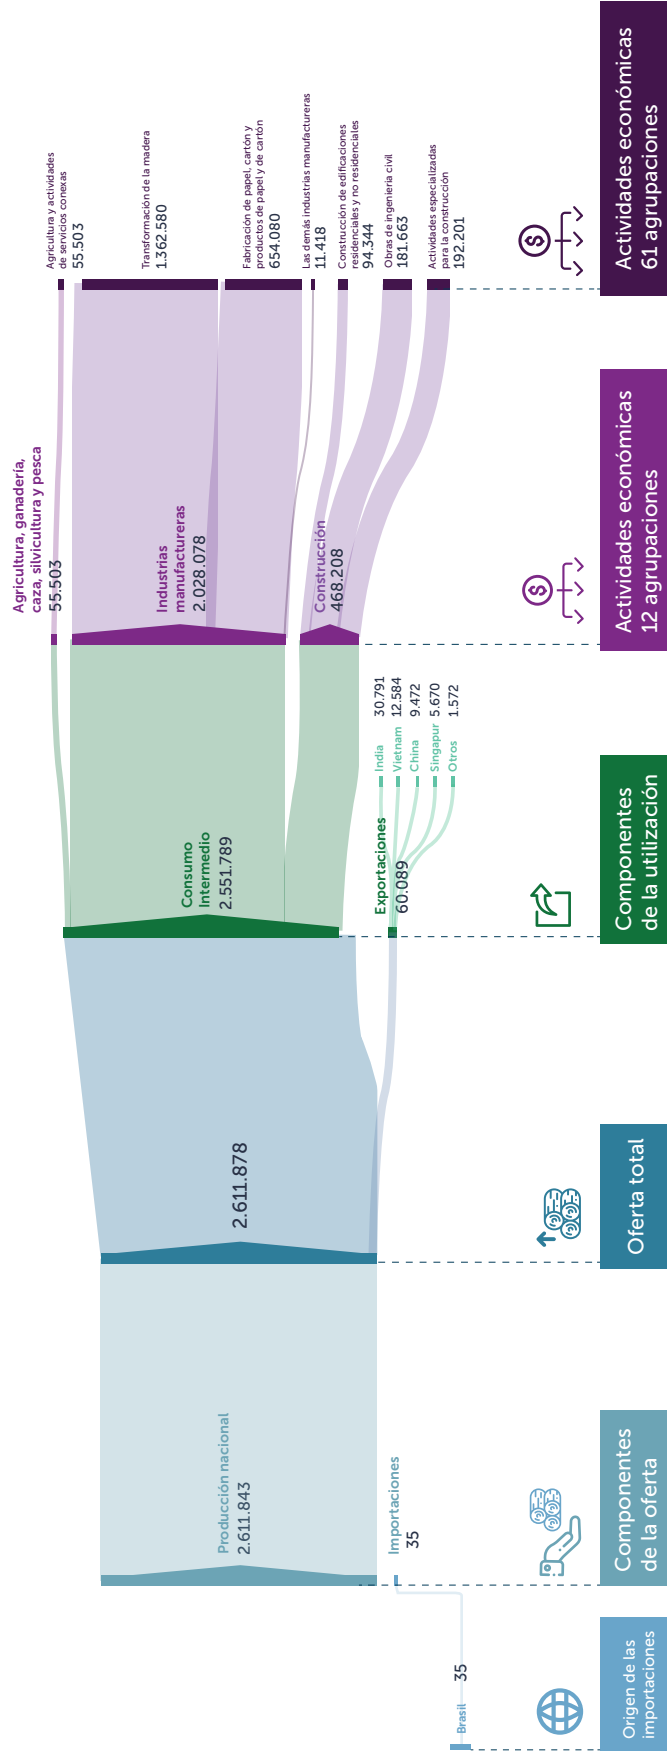 Origen de las
importaciones
Brasil
35
Componentes
de la oferta
Producción nacional
2.611.843
Importaciones
35
Oferta total
2.611.878
Componentes
de la utilización
Consumo
Intermedio
2.551.789
Exportaciones
60.089
India 30.791
Vietnam 12.584
China 9.472
Singapur 5.670
Otros 1.572
Actividades económicas
12 agrupaciones
Agricultura, ganadería,
caza, silvicultura y pesca
55.503
Industrias
manufactureras
2.028.078
Construcción
468.208
Actividades económicas
61 agrupaciones
Agricultura y actividades
de servicios conexas
55.503
Transformación de la madera
1.362.580
Fabricación de papel, cartón y
productos de papel y de cartón
654.080
Las demás industrias manufactureras
11.418
Construcción de edificaciones
residenciales y no residenciales
94.344
Obras de ingeniería civil
181.663
Actividades especializadas
para la construcción
192.201